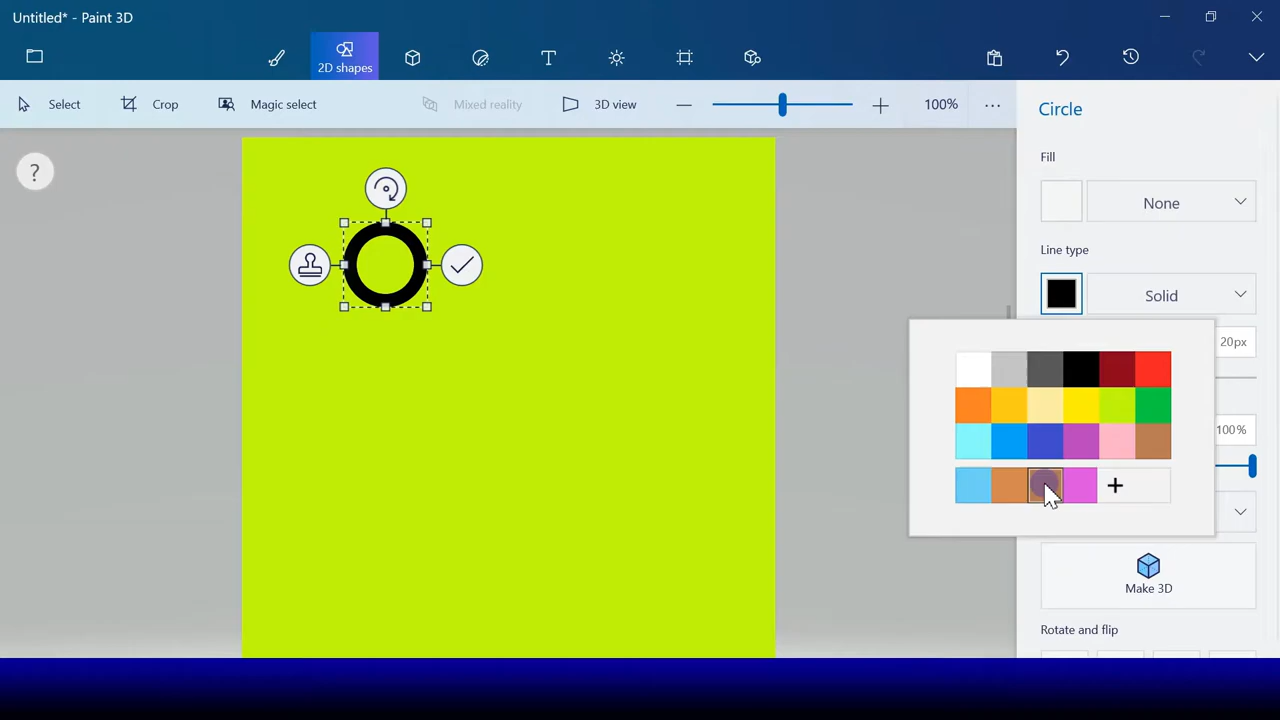 Untitled* - Paint 3D
2D shapes
Select Crop Magic select Mixed reality 3D view 100% ...
Circle
?
Fill
None
Line type
Solid
20px
100%
+
Make 3D
Rotate and flip